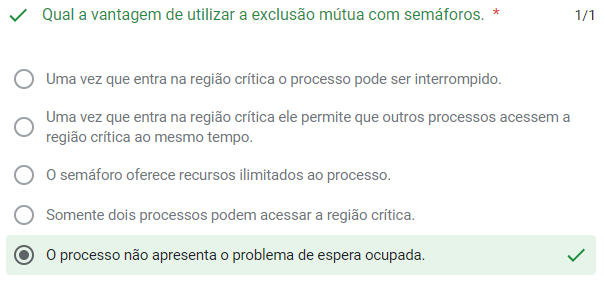 Qual a vantagem de utilizar a exclusão mútua com semáforos. * 1/1
Uma vez que entra na região crítica o processo pode ser interrompido.
Uma vez que entra na região crítica ele permite que outros processos acessem a
região crítica ao mesmo tempo.
O semáforo oferece recursos ilimitados ao processo.
Somente dois processos podem acessar a região crítica.
O processo não apresenta o problema de espera ocupada.